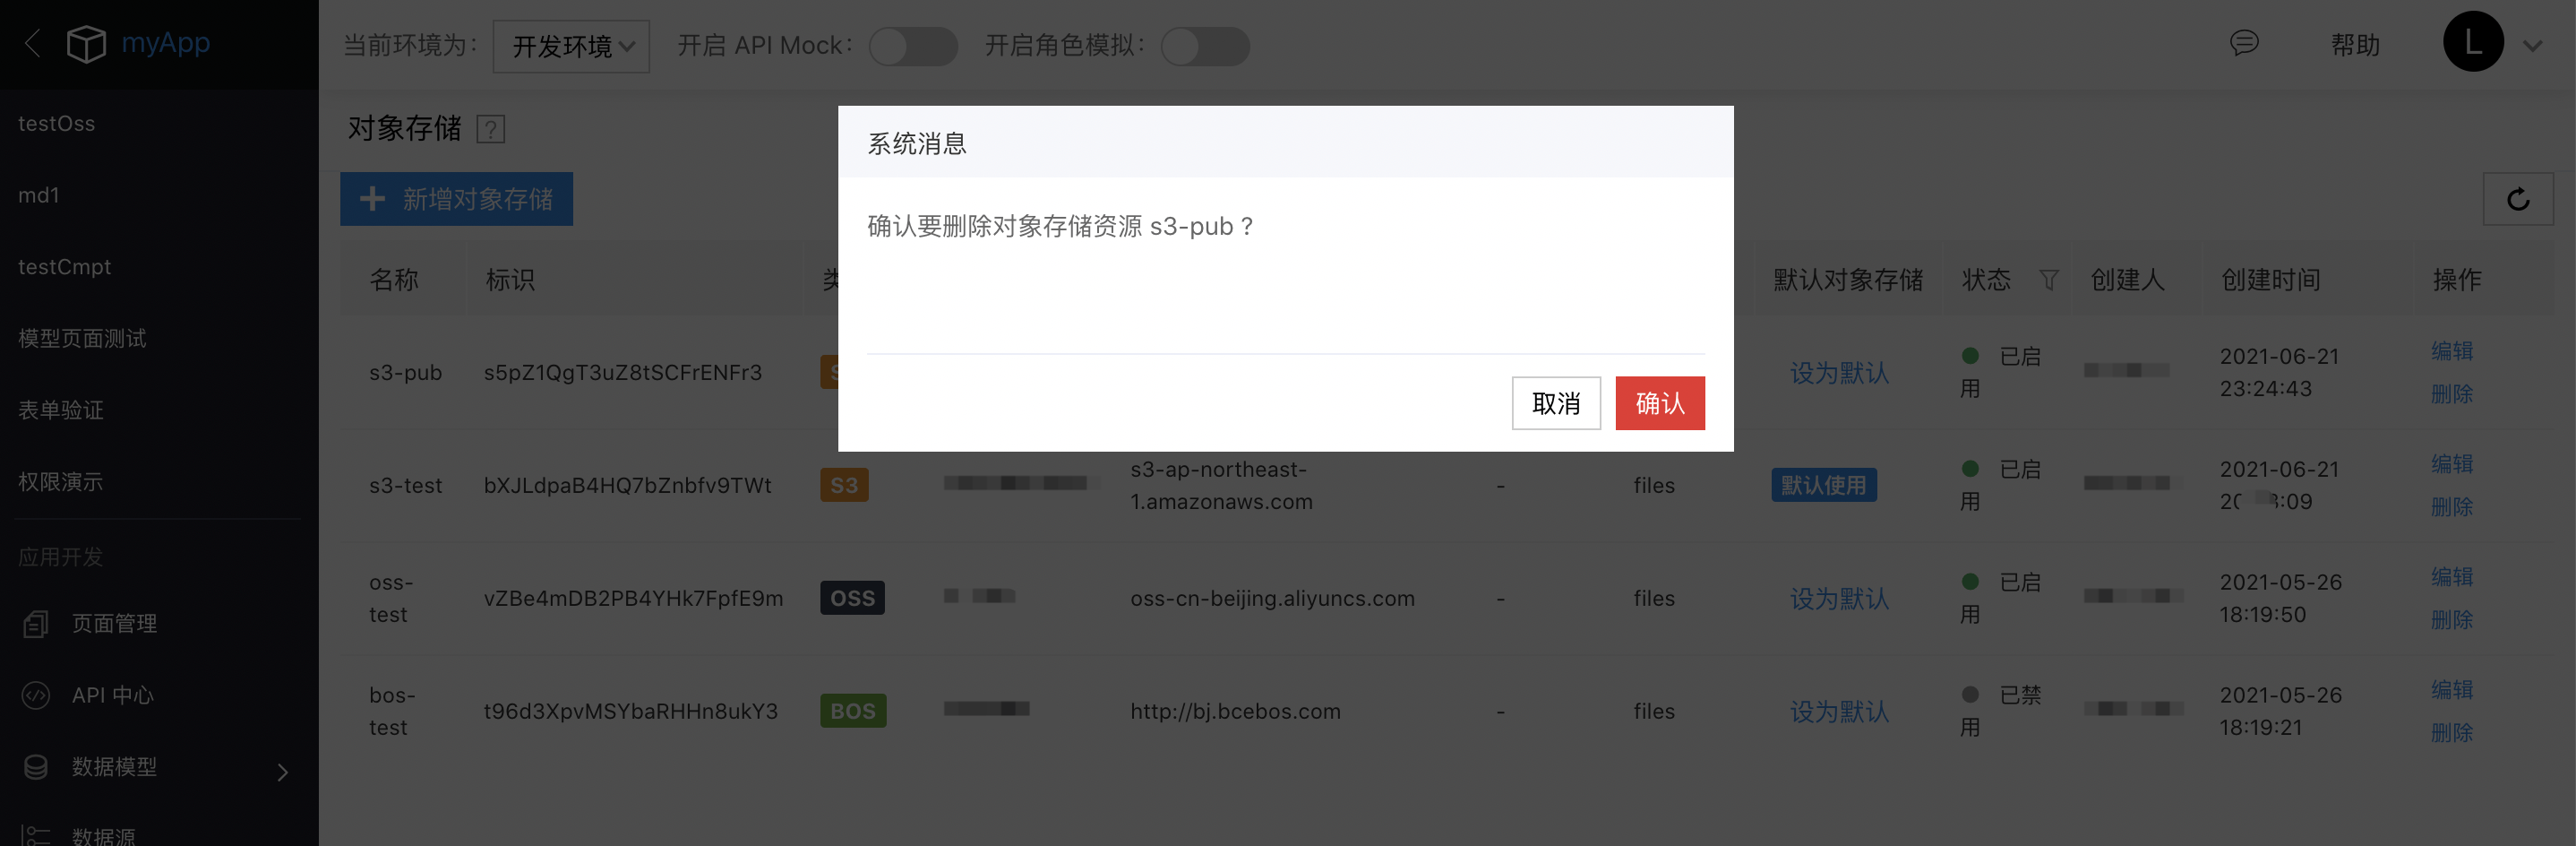 myApp
当前环境为:
开发环境
开启 API Mock:
开启角色模拟:
帮助
L
testOss
md1
testCmpt
模型页面测试
表单验证
权限演示
应用开发
页面管理
API 中心
数据模型
数据源
对象存储 ?
新增对象存储
系统消息
确认要删除对象存储资源 s3-pub ?
取消
确认
名称
标识
默认对象存储
状态
创建人
创建时间
操作
s3-pub
s5pZ1QgT3uZ8tSCFrENFr3
设为默认
已启
用
2021-06-21
23:24:43
编辑
删除
s3-test
bXJLdpaB4HQ7bZnbfv9TWt
S3
s3-ap-northeast-
1.amazonaws.com
-
files
默认使用
已启
用
2021-06-21
编辑
删除
oss-
test
vZBe4mDB2PB4YHk7FpfE9m
OSS
oss-cn-beijing.aliyuncs.com
-
files
设为默认
已启
用
2021-05-26
18:19:50
编辑
删除
bos-
test
t96d3XpvMSYbaRHHn8ukY3
BOS
http://bj.bcebos.com
-
files
设为默认
已禁
用
2021-05-26
18:19:21
编辑
删除